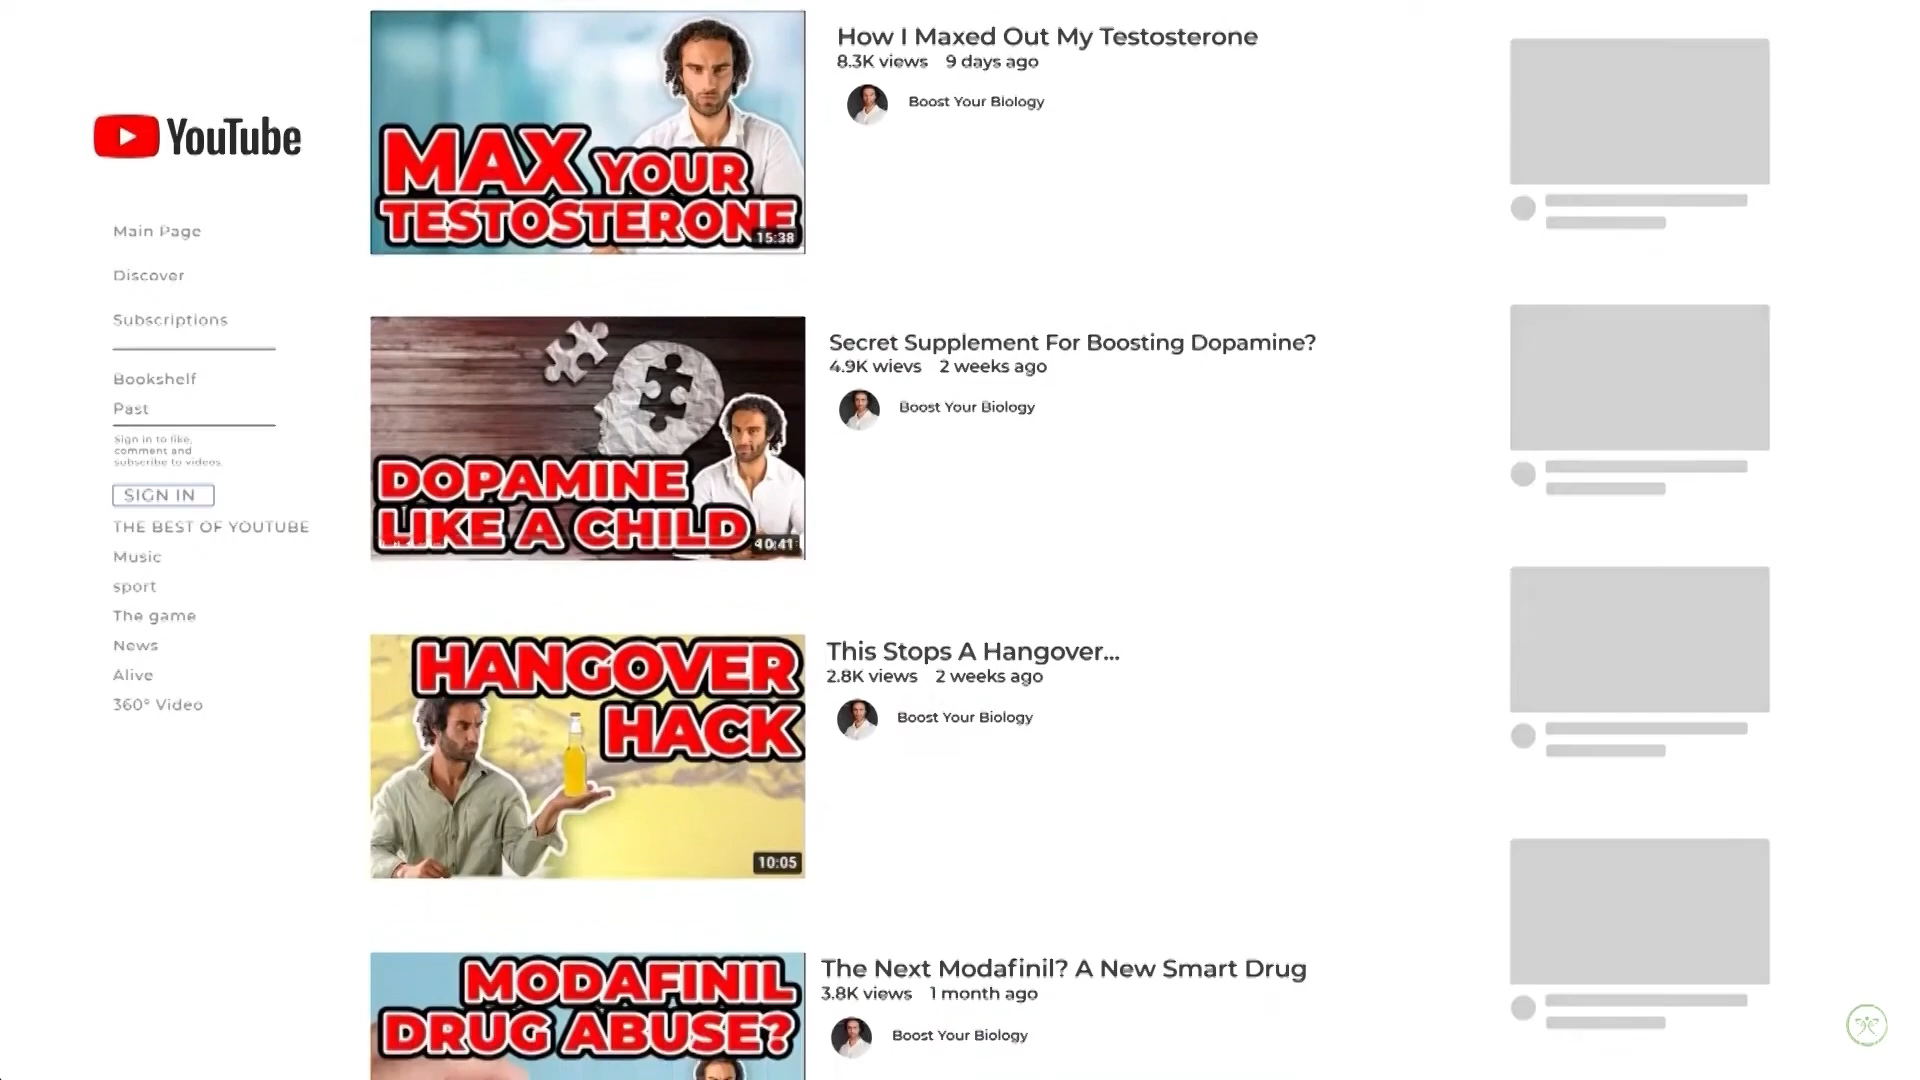 YouTube
Main Page
Discover
Subscriptions
Bookshelf
Past
Sign in to like,
comment and
subscribe to videos.
SIGN IN
THE BEST OF YOUTUBE
Music
sport
The game
News
Alive
360° Video
MAX YOUR
TESTOSTERONE
15:38
How I Maxed Out My Testosterone
8.3K views 9 days ago
Boost Your Biology
DOPAMINE
LIKE A CHILD
10:41
Secret Supplement For Boosting Dopamine?
4.9K wievs 2 weeks ago
Boost Your Biology
HANGOVER
HACK
10:05
This Stops A Hangover...
2.8K views 2 weeks ago
Boost Your Biology
MODAFINIL
DRUG ABUSE?
The Next Modafinil? A New Smart Drug
3.8K views 1 month ago
Boost Your Biology